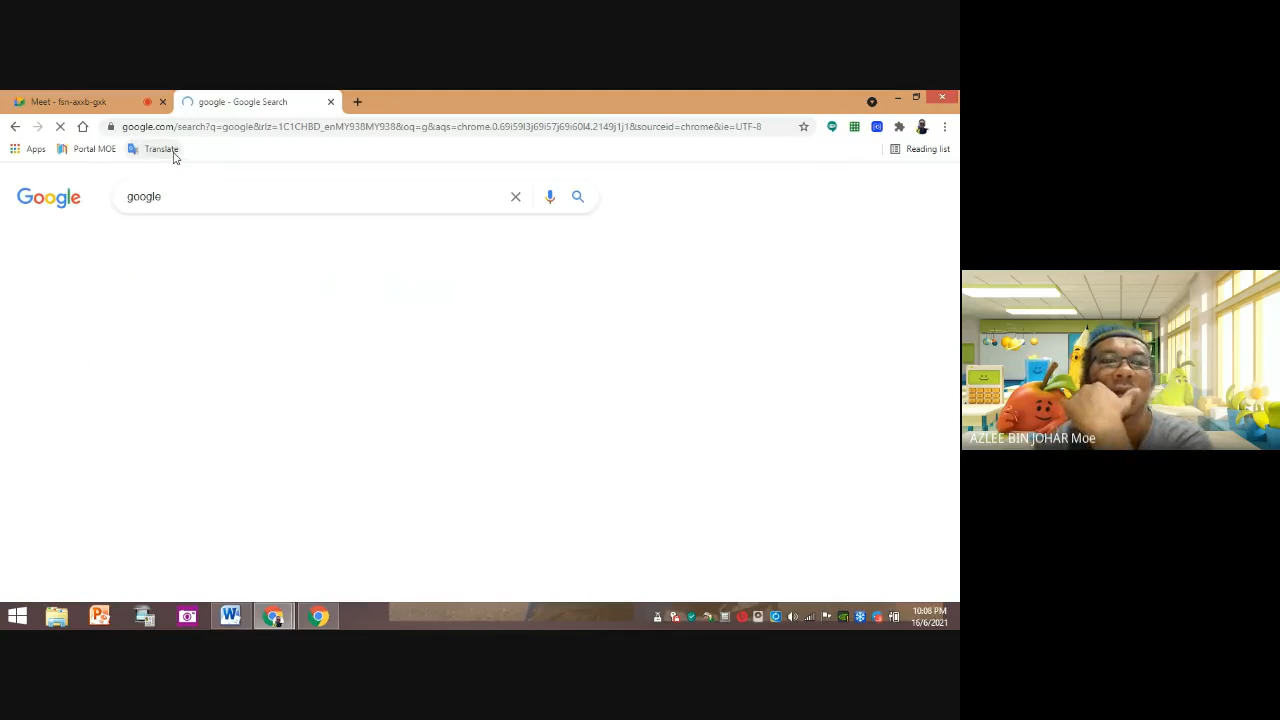 Meet - fsn-axxb-gxk
google - Google Search
google.com/search?q=google&rlz=1C1CHBD_enMY938MY938&oq=g&aqs=chrome.0.69i59l3j69i57j69i60l4.2149j1j1&sourceid=chrome&ie=UTF-8
Apps Portal MOE Translate Reading list
Google google
AZLEE BIN JOHAR Moe
10:08 PM
16/6/2021